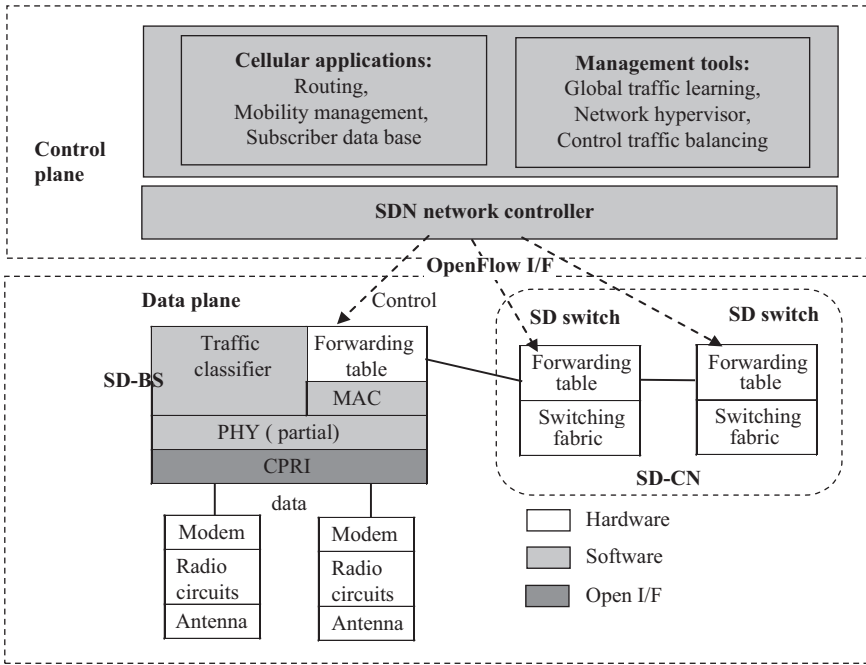 Cellular applications:
Routing,
Mobility management,
Subscriber data base
Management tools:
Global traffic learning,
Network hypervisor,
Control traffic balancing
Control
plane
SDN network controller
OpenFlow I/F
Data plane
Control
SD switch
SD switch
SD-BS
Traffic
classifier
Forwarding
table
MAC
PHY ( partial)
CPRI
Forwarding
table
Switching
fabric
Forwarding
table
Switching
fabric
SD-CN
data
Modem
Radio
circuits
Antenna
Modem
Radio
circuits
Antenna
Hardware
Software
Open I/F